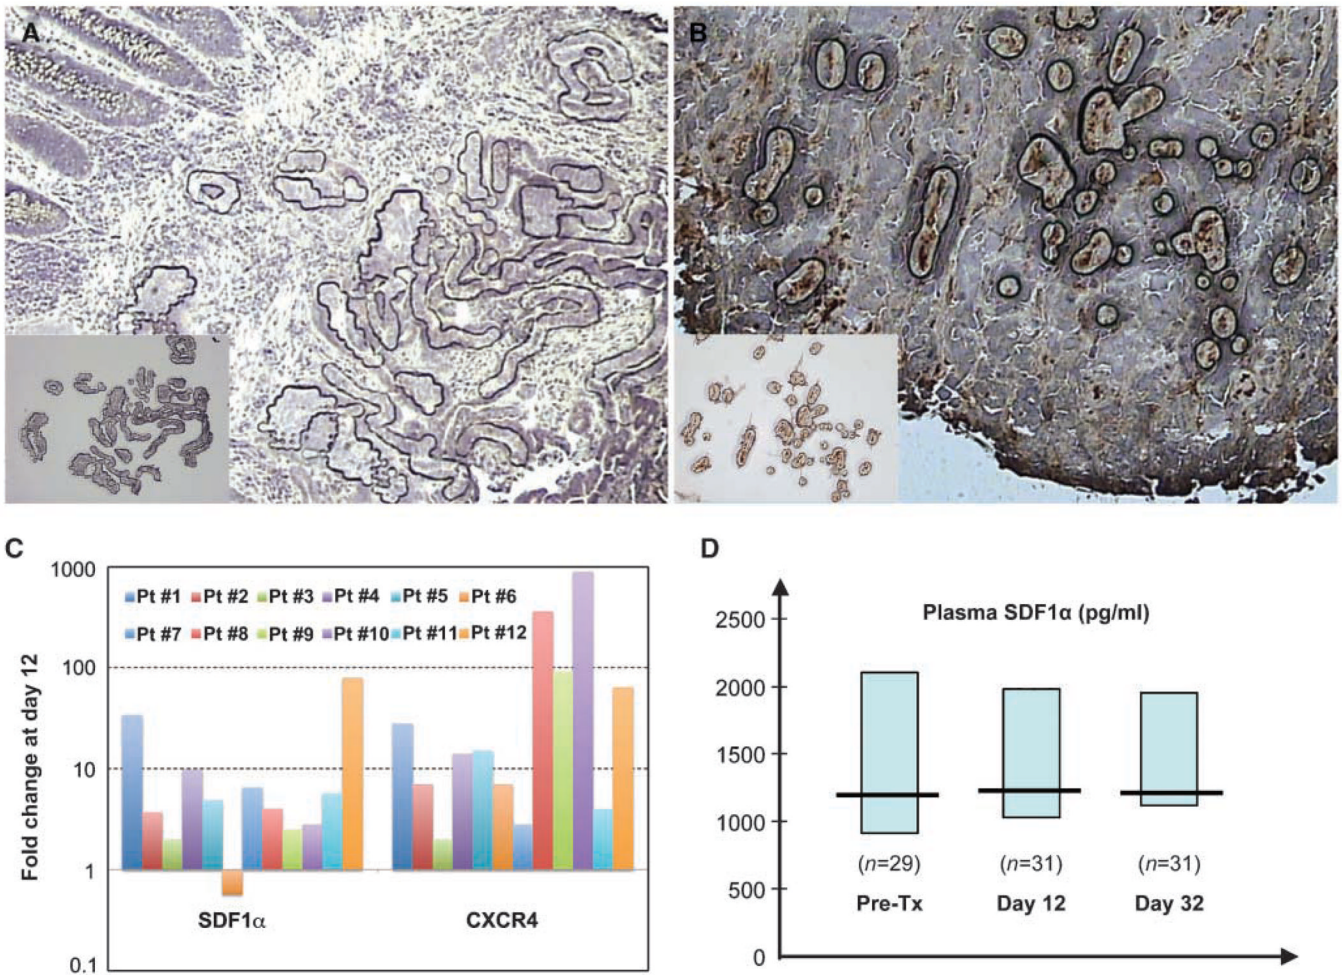 A
B
C
Fold change at day 12
1000
100
10
1
0.1
Pt #1 Pt #2 Pt #3 Pt #4 Pt #5 Pt #6
Pt #7 Pt #8 Pt #9 Pt #10 Pt #11 Pt #12
SDF1α CXCR4
D
Plasma SDF1α (pg/ml)
2500
2000
1500
1000
500
0
(n=29) (n=31) (n=31)
Pre-Tx Day 12 Day 32